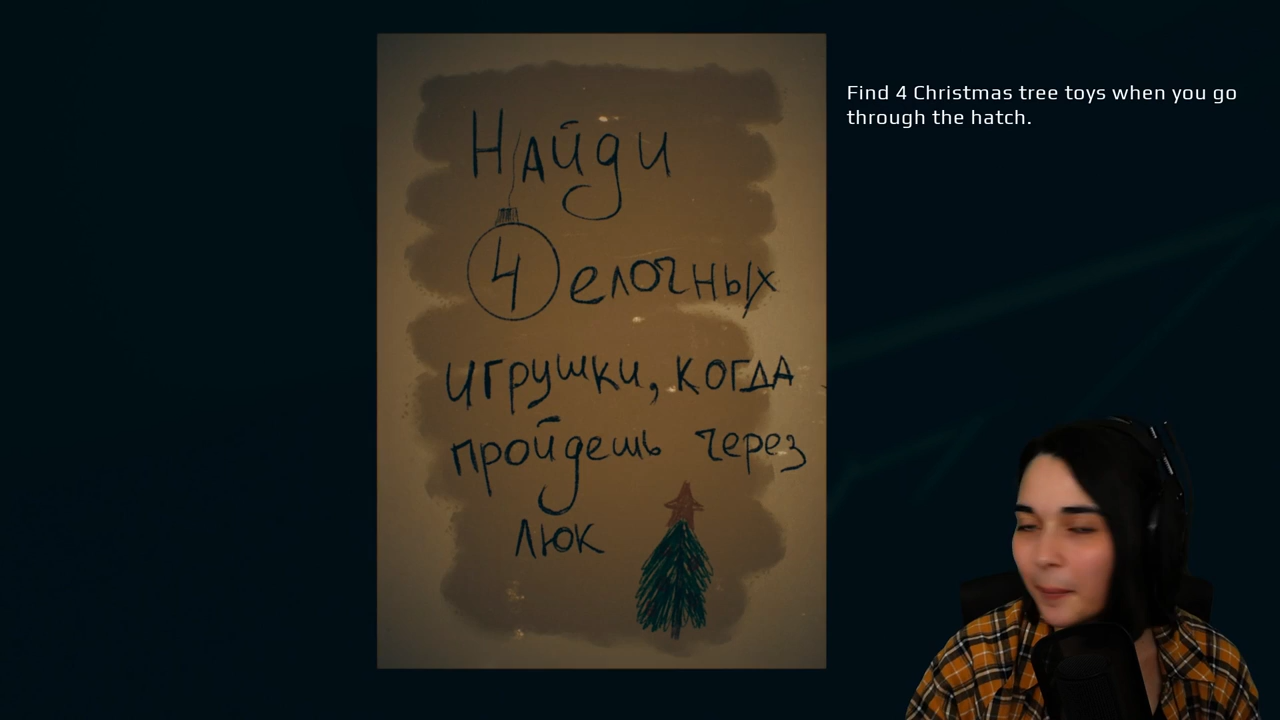 Найди
4 елочных
игрушки, когда
пройдешь через
люк
Find 4 Christmas tree toys when you go
through the hatch.